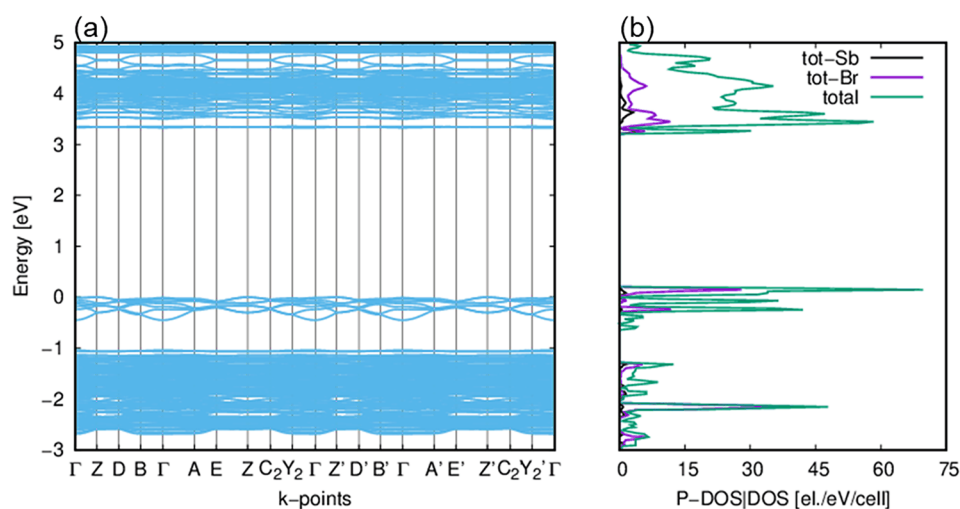 (a)
5
4
3
2
1
0
−1
−2
−3
Energy [eV]
Γ Z D B Γ A E Z C₂Y₂ Γ Z' D' B' Γ A' E' Z' C₂Y₂' Γ
k−points
(b)
tot−Sb
tot−Br
total
0 15 30 45 60 75
P−DOS|DOS [el./eV/cell]